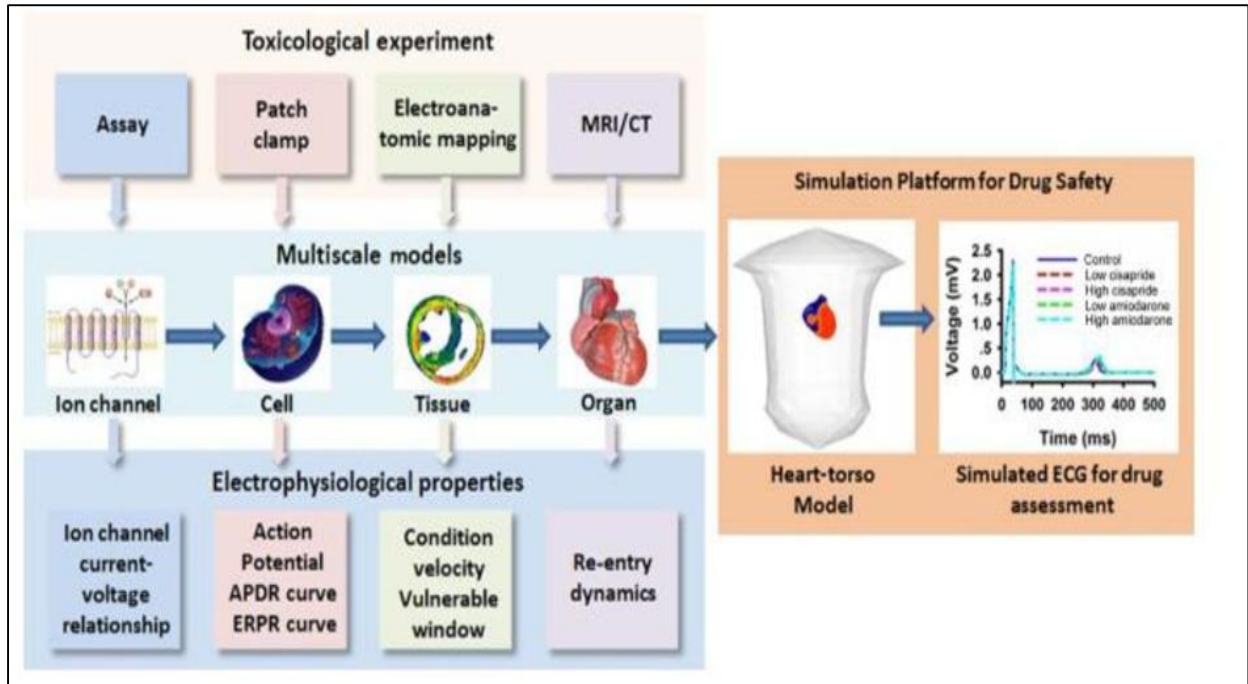 Toxicological experiment
Assay
Patch
clamp
Electroana-
tomic mapping
MRI/CT
Multiscale models
Ion channel
Cell
Tissue
Organ
Electrophysiological properties
Ion channel
current-
voltage
relationship
Action
Potential
APDR curve
ERPR curve
Condition
velocity
Vulnerable
window
Re-entry
dynamics
Simulation Platform for Drug Safety
Heart-torso
Model
Voltage (mV)
2.5
2.0
1.5
1.0
.5
0.0
Control
Low cisapride
High cisapride
Low amiodarone
High amiodarone
0 100 200 300 400 500
Time (ms)
Simulated ECG for drug
assessment